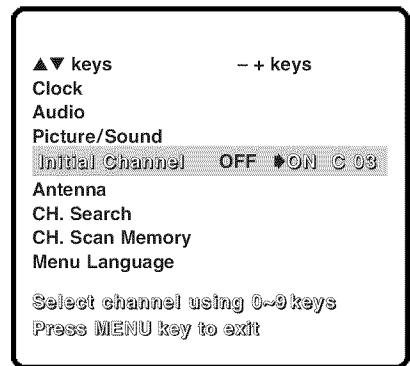 ▲▼ keys – + keys
Clock
Audio
Picture/Sound
Initial Channel OFF ▶ON C 03
Antenna
CH. Search
CH. Scan Memory
Menu Language
Select channel using 0~9 keys
Press MENU key to exit